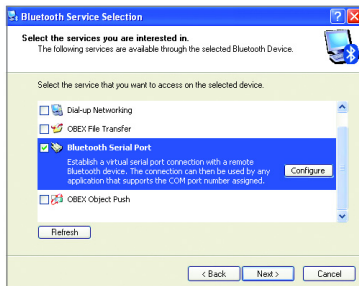 Bluetooth Service Selection
Select the services you are interested in.
The following services are available through the selected Bluetooth Device.
Select the service that you want to access on the selected device.
Dial-up Networking
OBEX File Transfer
Bluetooth Serial Port
Establish a virtual serial port connection with a remote
Bluetooth device. The connection can then be used by any
application that supports the COM port number assigned.
Configure
OBEX Object Push
Refresh
< Back
Next >
Cancel